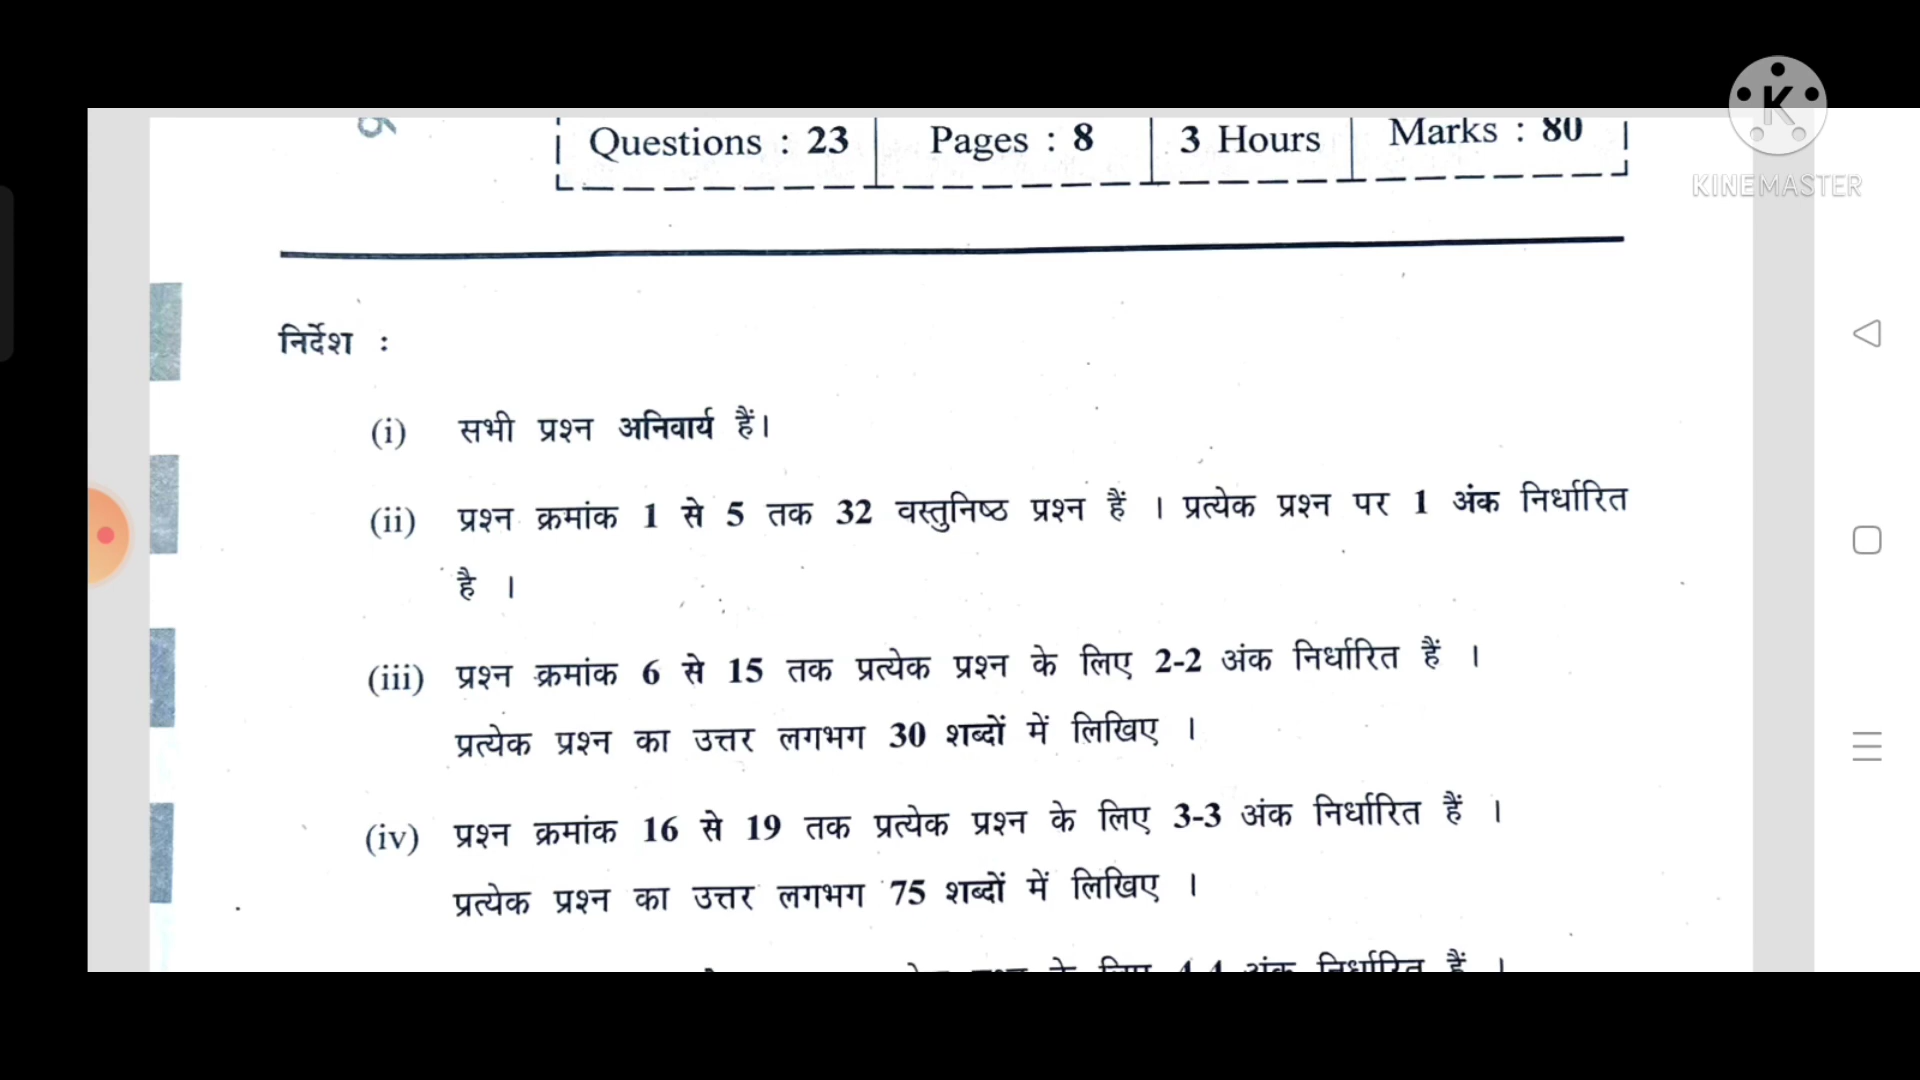 Questions : 23 Pages : 8 3 Hours Marks : 80
K
KINEMASTER
निर्देश :
(i) सभी प्रश्न अनिवार्य हैं।
(ii) प्रश्न क्रमांक 1 से 5 तक 32 वस्तुनिष्ठ प्रश्न हैं । प्रत्येक प्रश्न पर 1 अंक निर्धारित
है ।
(iii) प्रश्न क्रमांक 6 से 15 तक प्रत्येक प्रश्न के लिए 2-2 अंक निर्धारित हैं ।
प्रत्येक प्रश्न का उत्तर लगभग 30 शब्दों में लिखिए ।
(iv) प्रश्न क्रमांक 16 से 19 तक प्रत्येक प्रश्न के लिए 3-3 अंक निर्धारित हैं ।
प्रत्येक प्रश्न का उत्तर लगभग 75 शब्दों में लिखिए ।
के लिए 4-4 अंक निर्धारित हैं ।